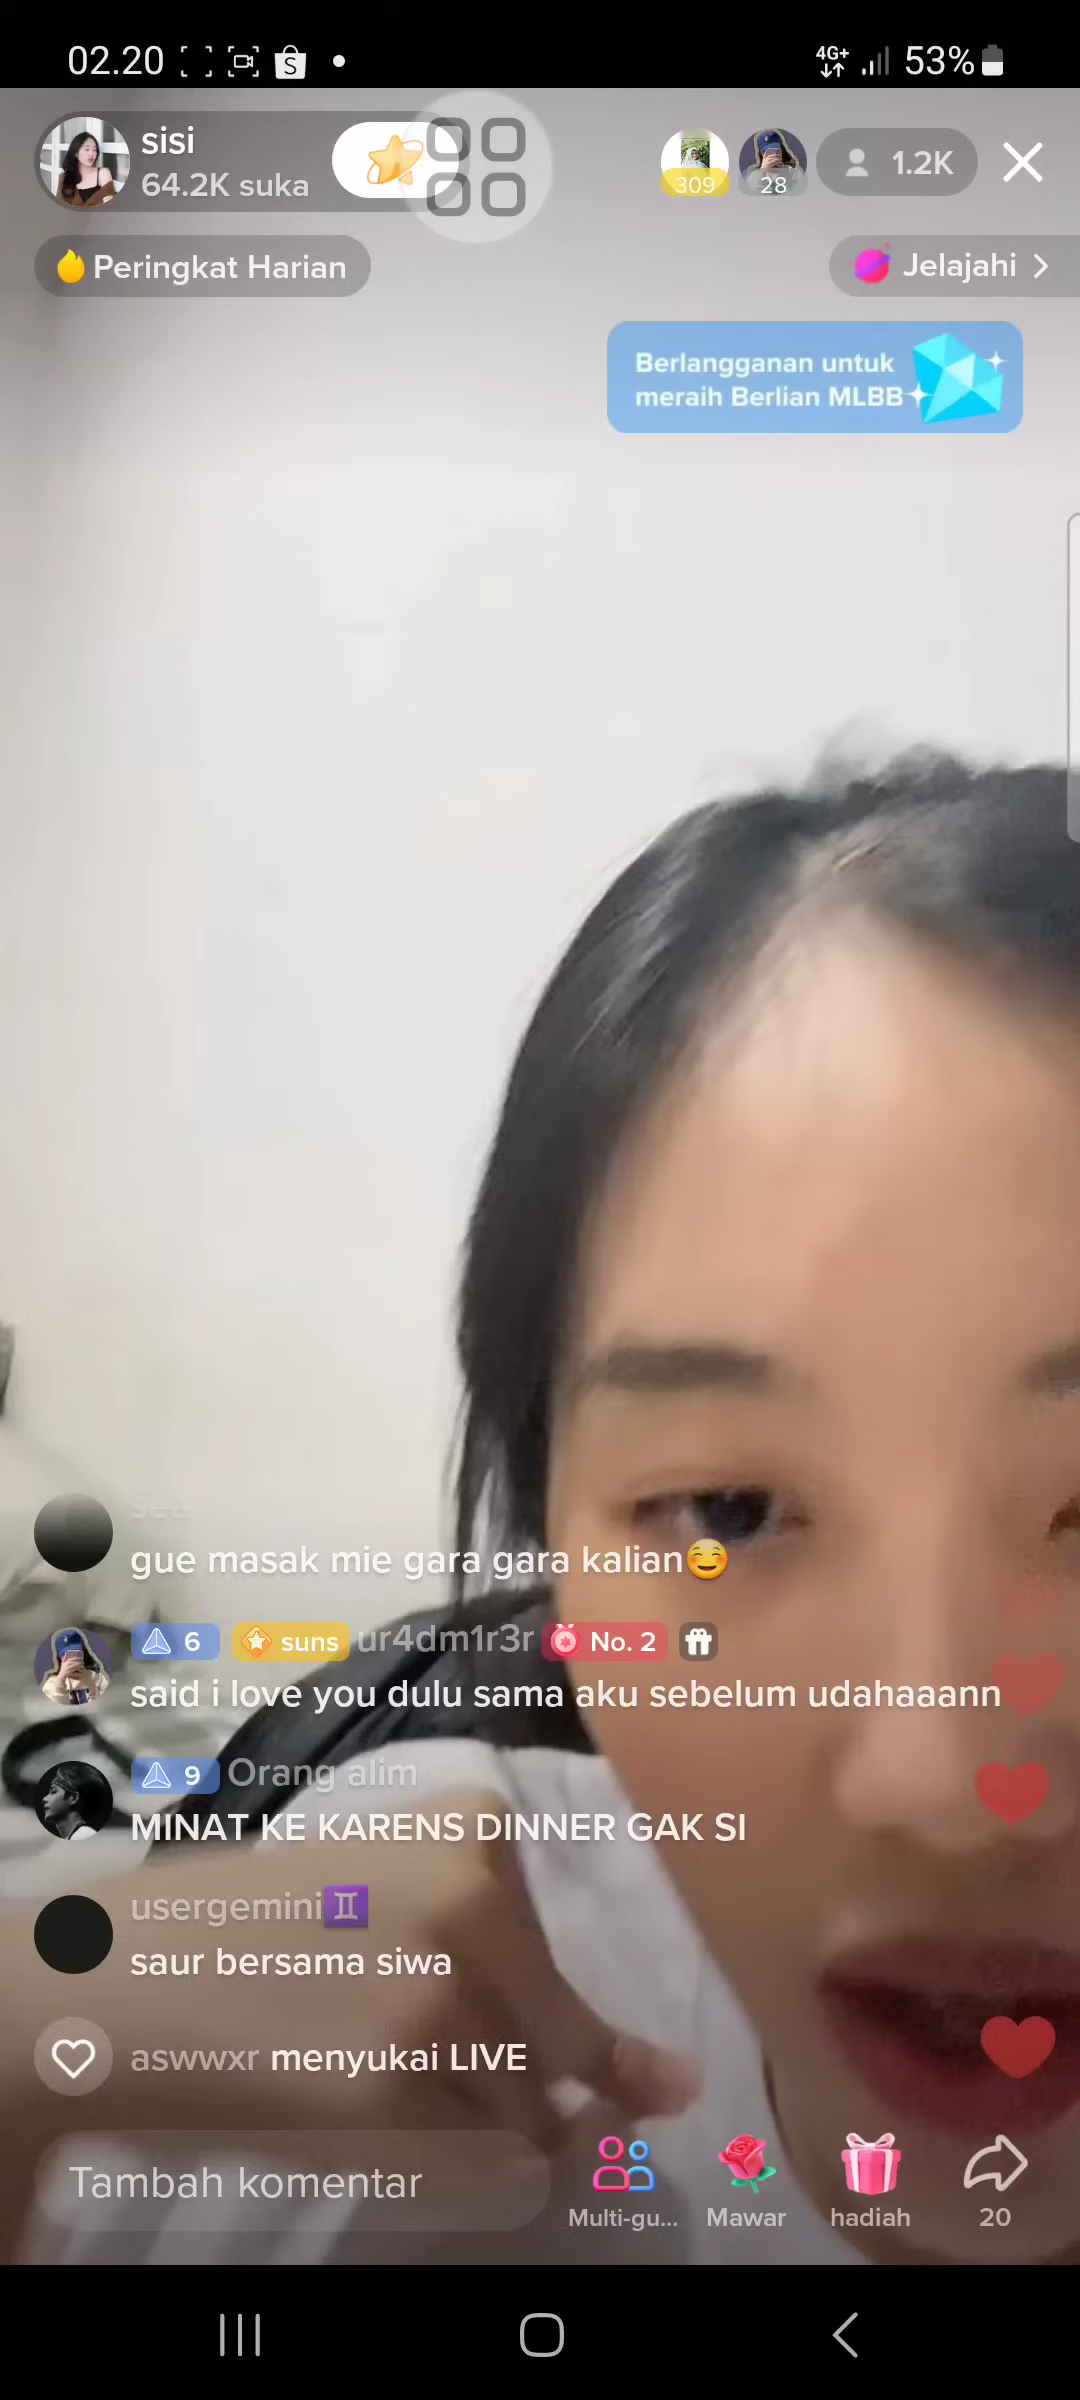 02.20
4G+
53%
sisi
64.2K suka
309
28
1.2K
Peringkat Harian
Jelajahi
Berlangganan untuk
meraih Berlian MLBB
gue masak mie gara gara kalian😊
6 suns ur4dm1r3r No. 2
said i love you dulu sama aku sebelum udahaaann
9 Orang alim
MINAT KE KARENS DINNER GAK SI
usergemini♊
saur bersama siwa
aswwxr menyukai LIVE
Tambah komentar
Multi-gu...
Mawar
hadiah
20